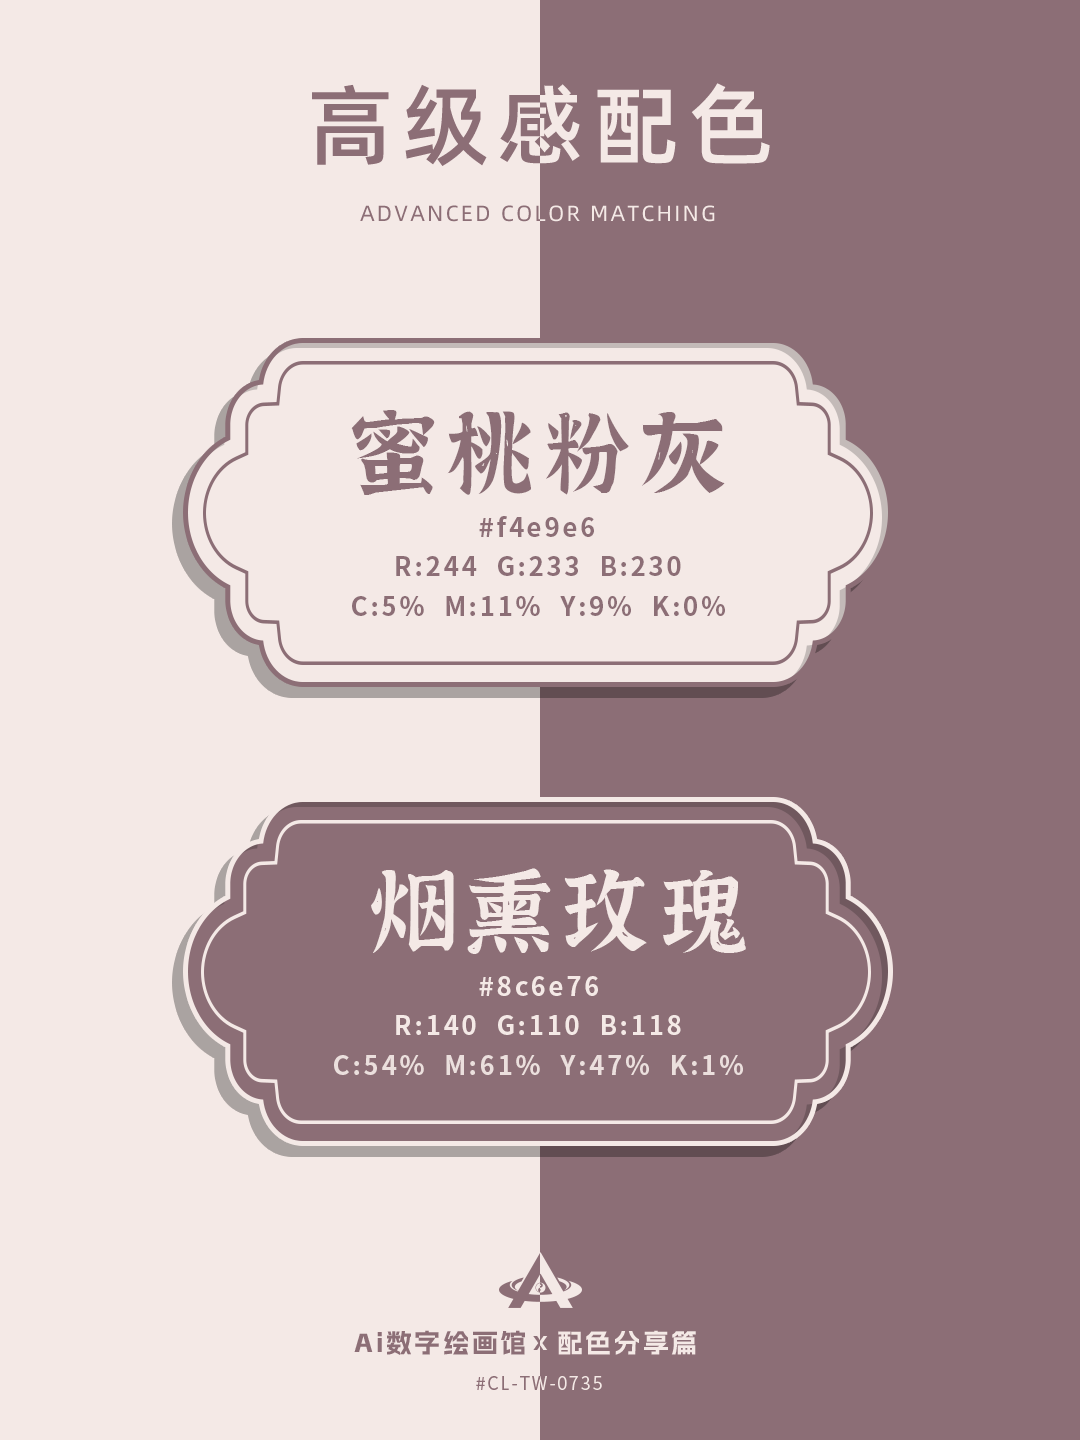 高级感配色
ADVANCED COLOR MATCHING
蜜桃粉灰
#f4e9e6
R:244 G:233 B:230
C:5% M:11% Y:9% K:0%
烟熏玫瑰
#8c6e76
R:140 G:110 B:118
C:54% M:61% Y:47% K:1%
Ai数字绘画馆 x 配色分享篇
#CL-TW-0735